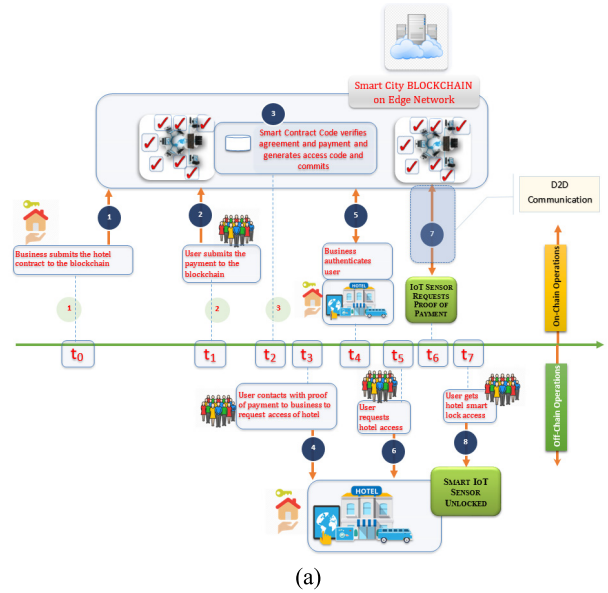 Smart City BLOCKCHAIN
on Edge Network
3
Smart Contract Code verifies
agreement and payment and
generates access code and
commits
D2D
Communication
1
2
5
7
Business submits the hotel
contract to the blockchain
User submits the
payment to the
blockchain
Business
authenticates
user
HOTEL
IOT SENSOR
REQUESTS
PROOF OF
PAYMENT
On-Chain Operations
1
2
3
t0
t1
t2
t3
t4
t5
t6
t7
Off-Chain Operations
User contacts with proof
of payment to business to
request access of hotel
User
requests
hotel access
User gets
hotel smart
lock access
4
6
8
HOTEL
SMART IOT
SENSOR
UNLOCKED
(a)